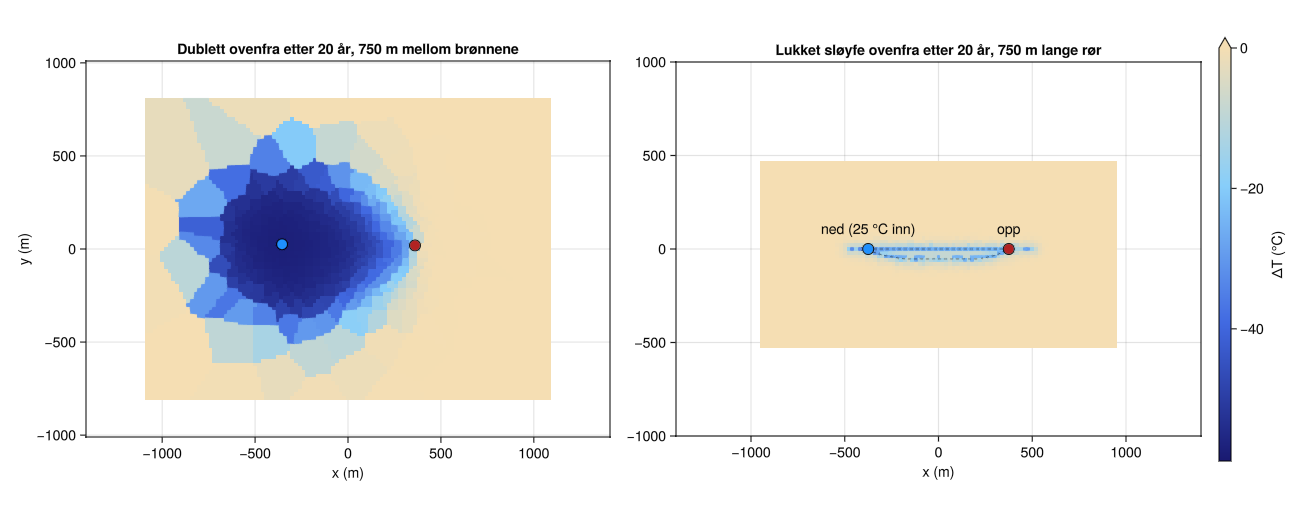 Dublett ovenfra etter 20 år, 750 m mellom brønnene
1000
500
0
−500
−1000
y (m)
−1000
−500
0
500
1000
x (m)
Lukket sløyfe ovenfra etter 20 år, 750 m lange rør
1000
500
0
−500
−1000
ned (25 °C inn)
opp
−1000
−500
0
500
1000
x (m)
0
−20
−40
ΔT (°C)